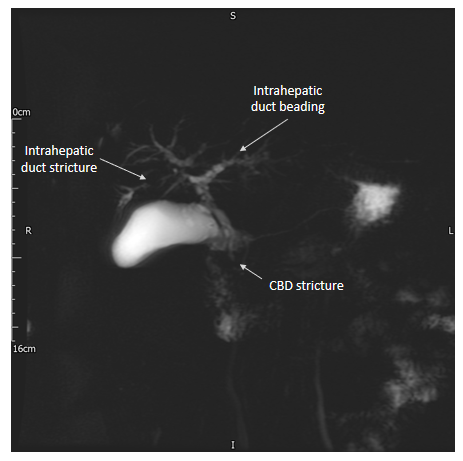 S
Intrahepatic
duct beading
0cm
Intrahepatic
duct stricture
R
L
CBD stricture
16cm
I